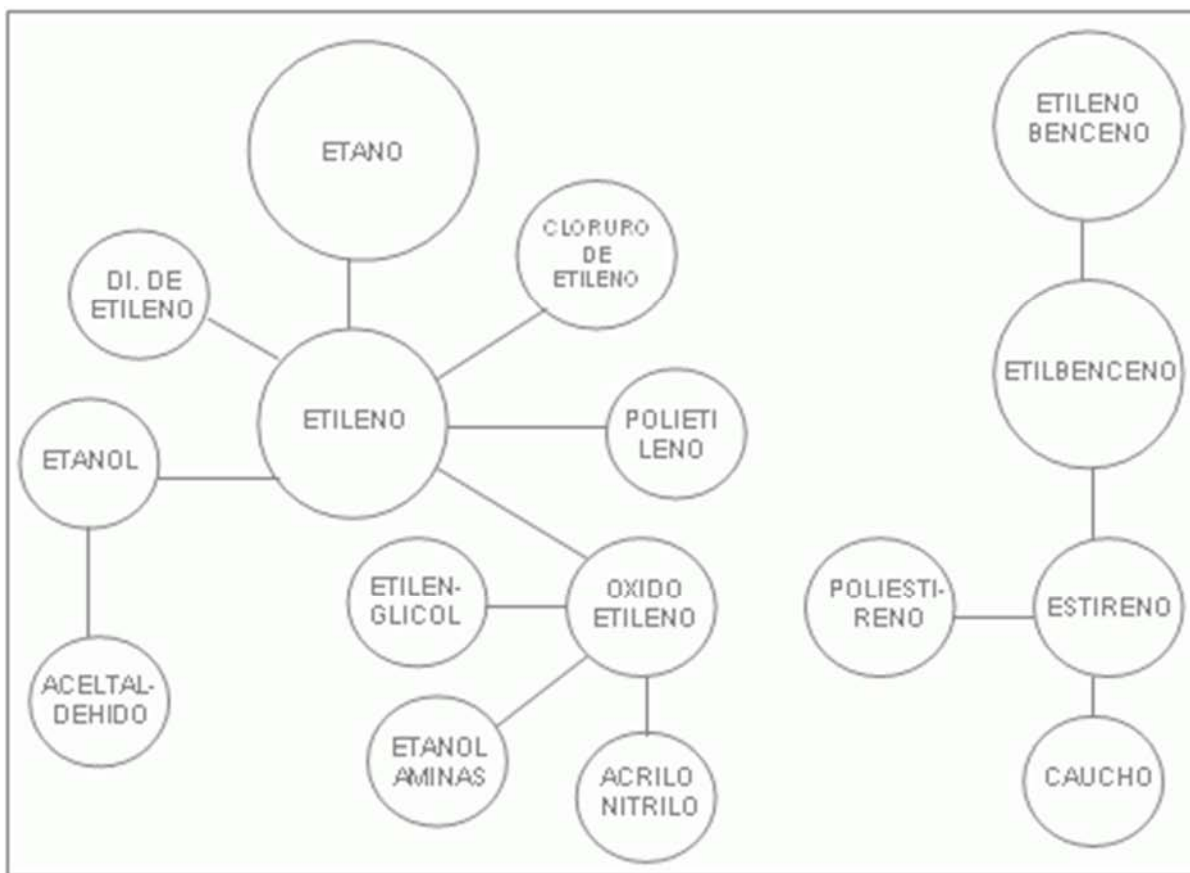 ETANO
ETILENO
BENCENO
CLORURO
DE
ETILENO
DI. DE
ETILENO
ETILENO
ETILBENCENO
POLIETI
LENO
ETANOL
ETILEN-
GLICOL
OXIDO
ETILENO
POLIESTI-
RENO
ESTIRENO
ACELTAL-
DEHIDO
ETANOL
AMINAS
ACRILO
NITRILO
CAUCHO